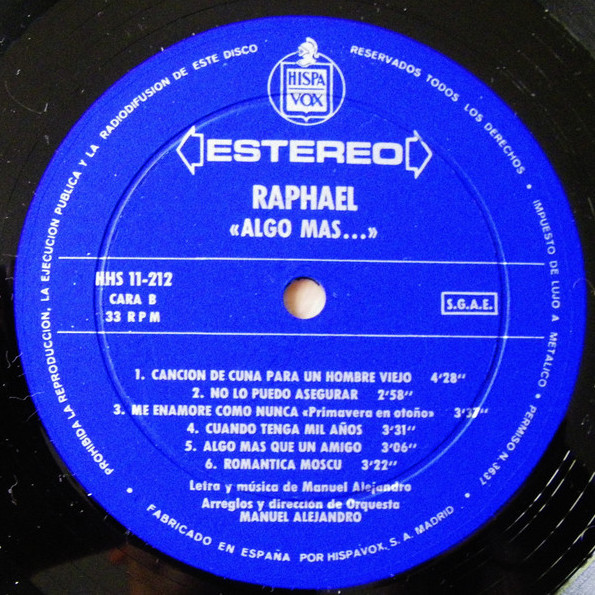 HISPA
VOX
ESTEREO
RAPHAEL
«ALGO MAS...»
HHS 11-212
CARA B
33 RPM
S.G.A.E.
1. CANCION DE CUNA PARA UN HOMBRE VIEJO 4'28"
2. NO LO PUEDO ASEGURAR 2'58"
3. ME ENAMORE COMO NUNCA «Primavera en otoño» 3'37"
4. CUANDO TENGA MIL AÑOS 3'31"
5. ALGO MAS QUE UN AMIGO 3'06"
6. ROMANTICA MOSCU 3'22"
Letra y música de Manuel Alejandro
Arreglos y dirección de Orquesta
MANUEL ALEJANDRO
PROHIBIDA LA REPRODUCCION, LA EJECUCION PUBLICA Y LA RADIODIFUSION DE ESTE DISCO
RESERVADOS TODOS LOS DERECHOS • IMPUESTO DE LUJO A METALICO • PERMISO N. 3637
• FABRICADO EN ESPAÑA POR HISPAVOX, S. A. MADRID •